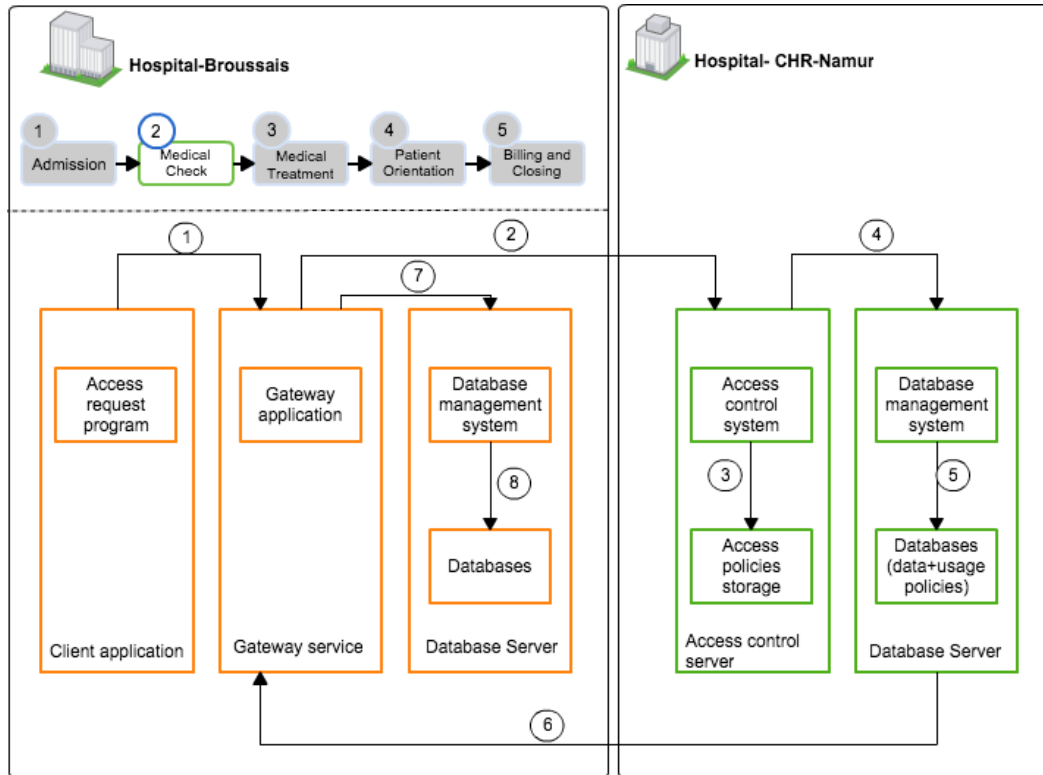 Hospital-Broussais
Hospital- CHR-Namur
1
2
3
4
5
Admission
Medical
Check
Medical
Treatment
Patient
Orientation
Billing and
Closing
1
2
4
7
Access
request
program
Gateway
application
Database
management
system
Access
control
system
Database
management
system
8
3
5
Databases
Access
policies
storage
Databases
(data+usage
policies)
Client application
Gateway service
Database Server
Access control
server
Database Server
6